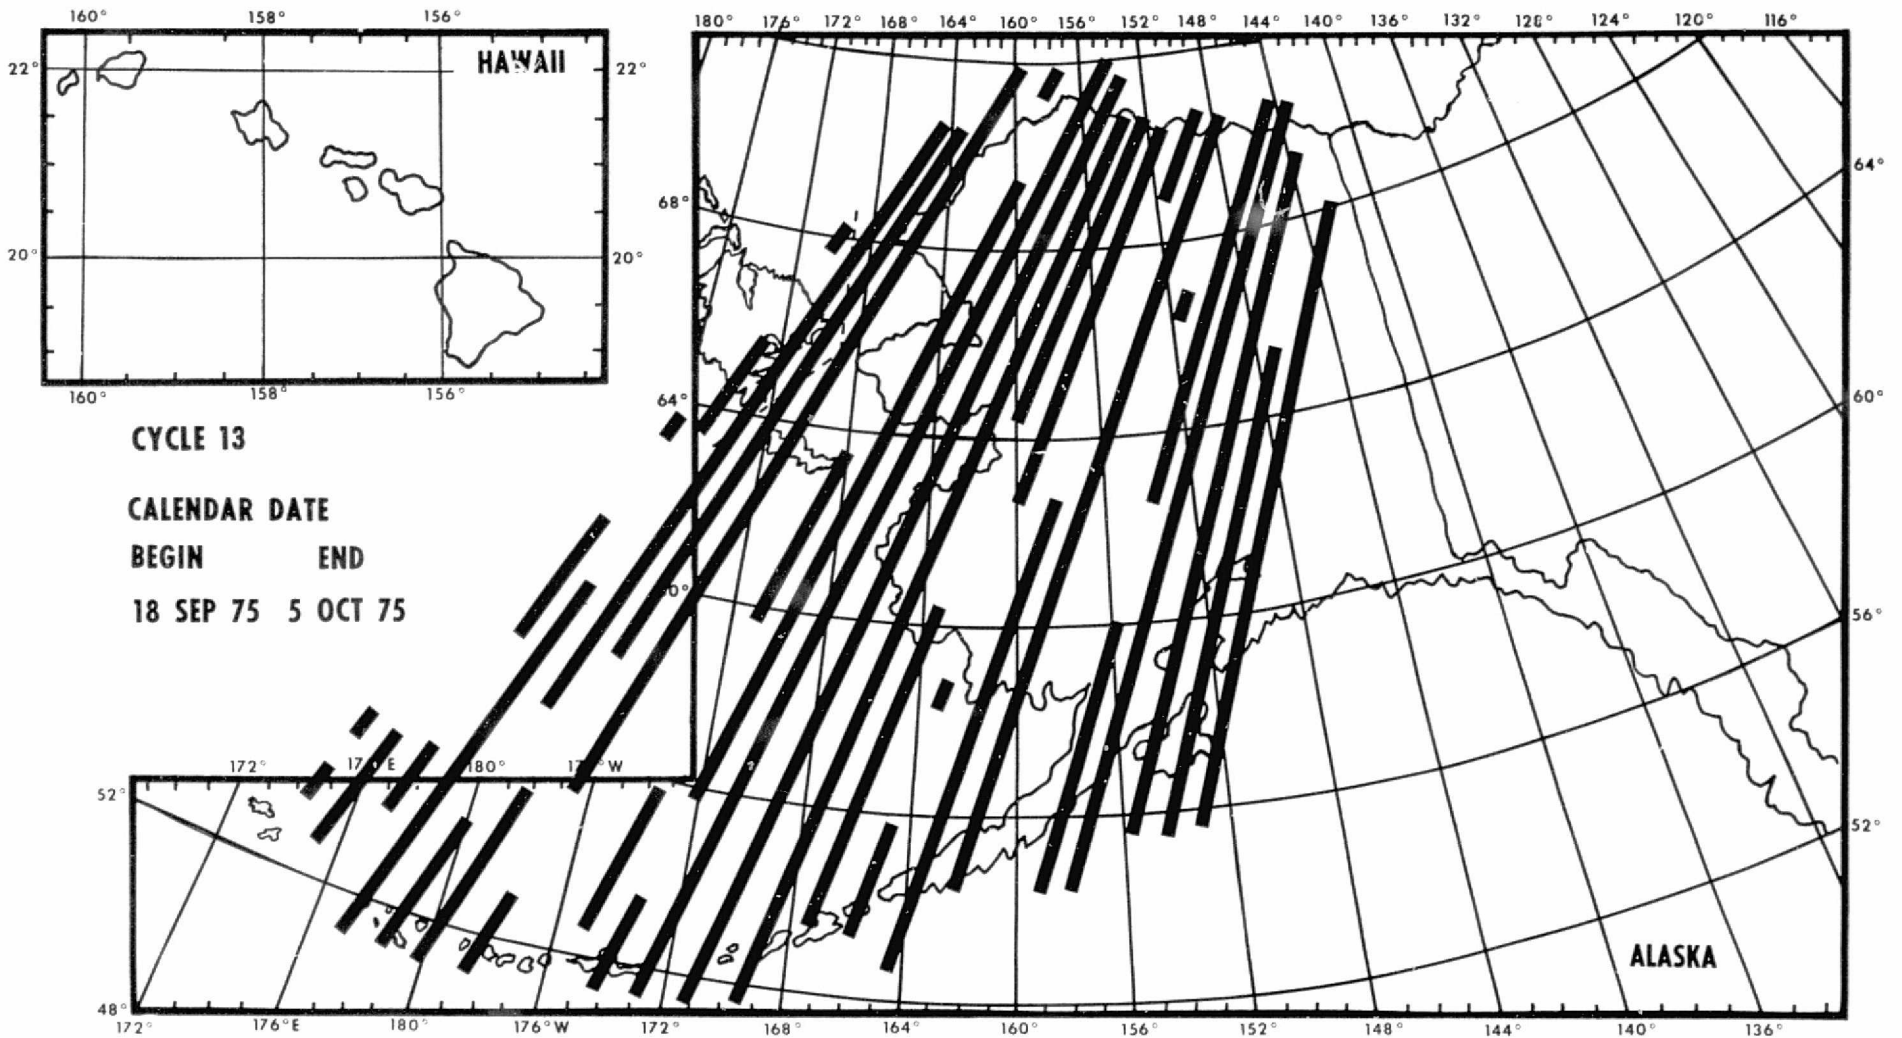 160° 158° 156°
HAWAII
22° 22°
20° 20°
160° 158° 156°
CYCLE 13
CALENDAR DATE
BEGIN END
18 SEP 75 5 OCT 75
180° 176° 172° 168° 164° 160° 156° 152° 148° 144° 140° 136° 132° 128° 124° 120° 116°
68° 64°
64° 60°
56°
172° 180° W
52° 52°
ALASKA
48°
172° 176°E 180° 176°W 172° 168° 164° 160° 156° 152° 148° 144° 140° 136°